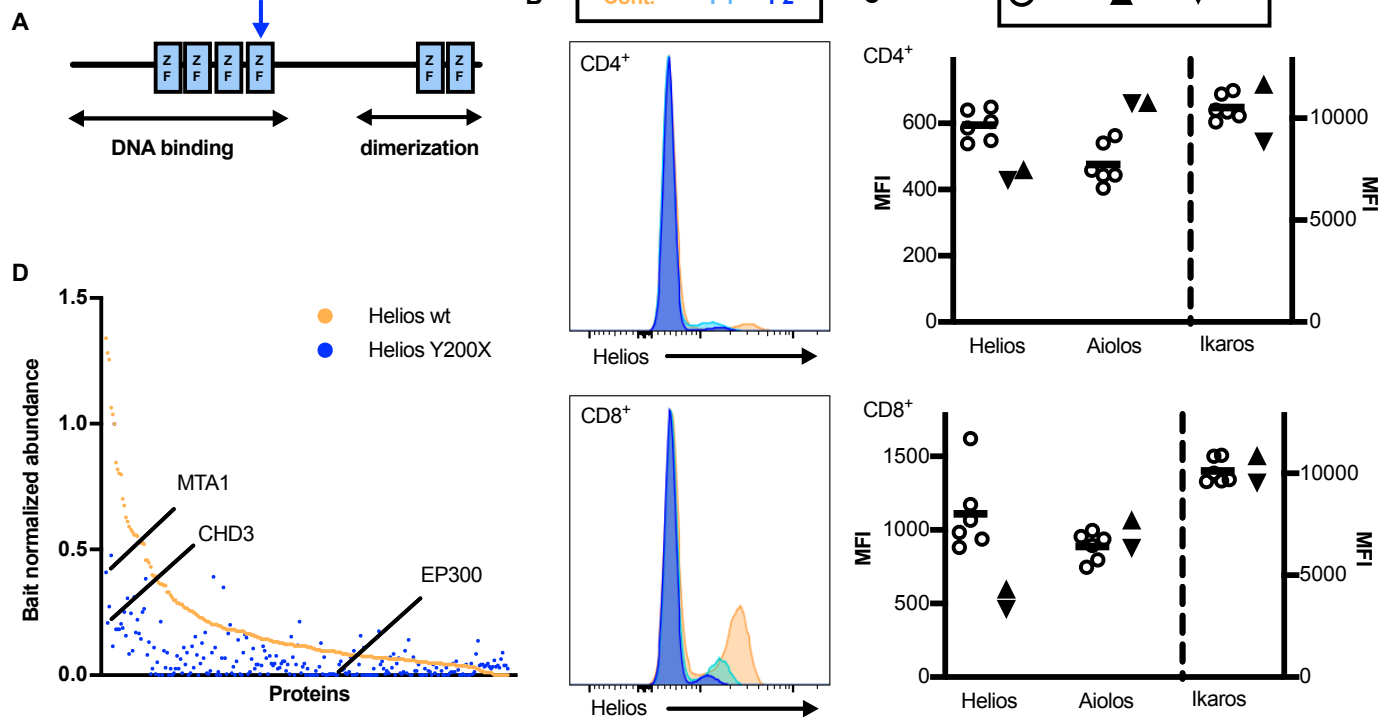 A
Z F Z F Z F Z F Z F Z F
DNA binding
dimerization
CD4+
Helios
CD8+
Helios
CD4+
600
400
200
0
MFI
10000
5000
0
MFI
Helios Aiolos Ikaros
CD8+
1500
1000
500
0
MFI
10000
5000
0
MFI
Helios Aiolos Ikaros
D
1.5
1.0
0.5
0.0
Bait normalized abundance
Helios wt
Helios Y200X
MTA1
CHD3
EP300
Proteins